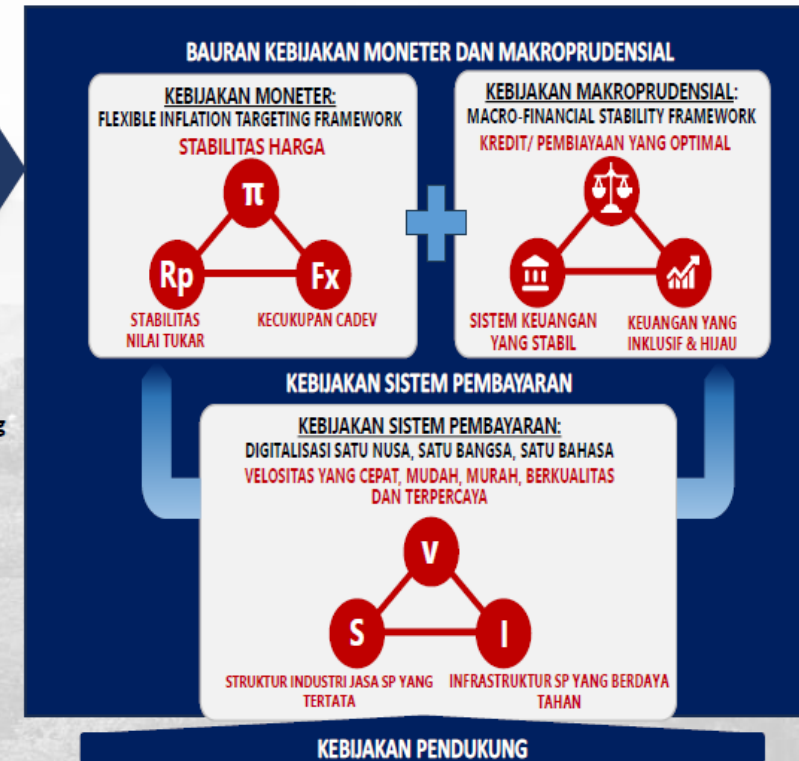 BAURAN KEBIJAKAN MONETER DAN MAKROPRUDENSIAL
KEBIJAKAN MONETER:
FLEXIBLE INFLATION TARGETING FRAMEWORK
STABILITAS HARGA
π
Rp
Fx
STABILITAS
NILAI TUKAR
KECUKUPAN CADEV
KEBIJAKAN MAKROPRUDENSIAL:
MACRO-FINANCIAL STABILITY FRAMEWORK
KREDIT/ PEMBIAYAAN YANG OPTIMAL
SISTEM KEUANGAN
YANG STABIL
KEUANGAN YANG
INKLUSIF & HIJAU
KEBIJAKAN SISTEM PEMBAYARAN
KEBIJAKAN SISTEM PEMBAYARAN:
DIGITALISASI SATU NUSA, SATU BANGSA, SATU BAHASA
VELOSITAS YANG CEPAT, MUDAH, MURAH, BERKUALITAS
DAN TERPERCAYA
V
S
I
STRUKTUR INDUSTRI JASA SP YANG
TERTATA
INFRASTRUKTUR SP YANG BERDAYA
TAHAN
KEBIJAKAN PENDUKUNG